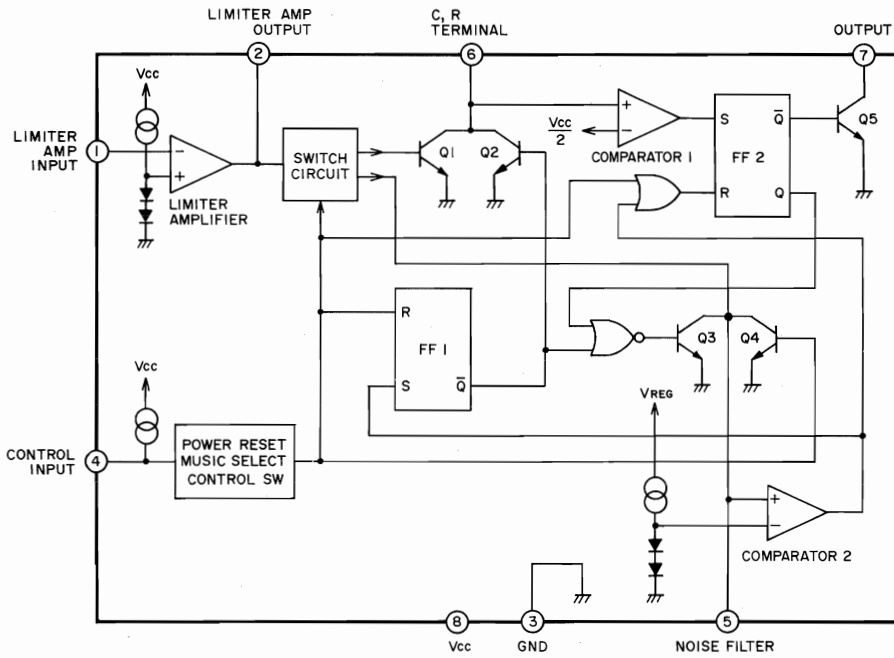 LIMITER AMP
OUTPUT
2
C, R
TERMINAL
6
OUTPUT
7
Vcc
LIMITER
AMP
INPUT
1
−
+
LIMITER
AMPLIFIER
SWITCH
CIRCUIT
Q1
Q2
Vcc
2
+
−
COMPARATOR 1
S
Q̅
FF 2
R
Q
Q5
R
FF 1
S
Q̅
Q3
Q4
Vcc
CONTROL
INPUT
4
POWER RESET
MUSIC SELECT
CONTROL SW
VREG
+
−
COMPARATOR 2
8
Vcc
3
GND
5
NOISE FILTER